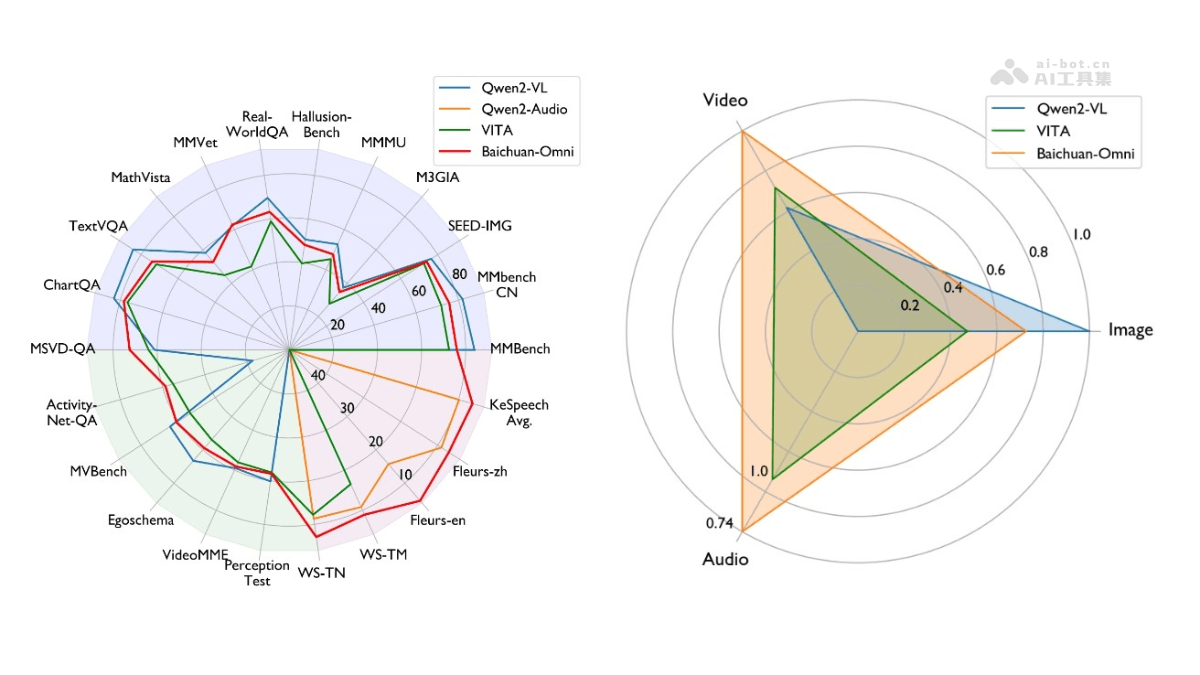 Qwen2-VL
Qwen2-Audio
VITA
Baichuan-Omni
Real-
WorldQA
Hallusion-
Bench
MMMU
M3GIA
SEED-IMG
MMbench
CN
MMBench
KeSpeech
Avg.
Fleurs-zh
Fleurs-en
WS-TM
WS-TN
Perception
Test
VideoMME
Egoschema
MVBench
Activity-
Net-QA
MSVD-QA
ChartQA
TextVQA
MathVista
MMVet
20
40
60
80
40
30
20
10
ai-bot.cn
AI工具集
Qwen2-VL
VITA
Baichuan-Omni
Video
Image
Audio
0.2
0.4
0.6
0.8
1.0
1.0
0.74